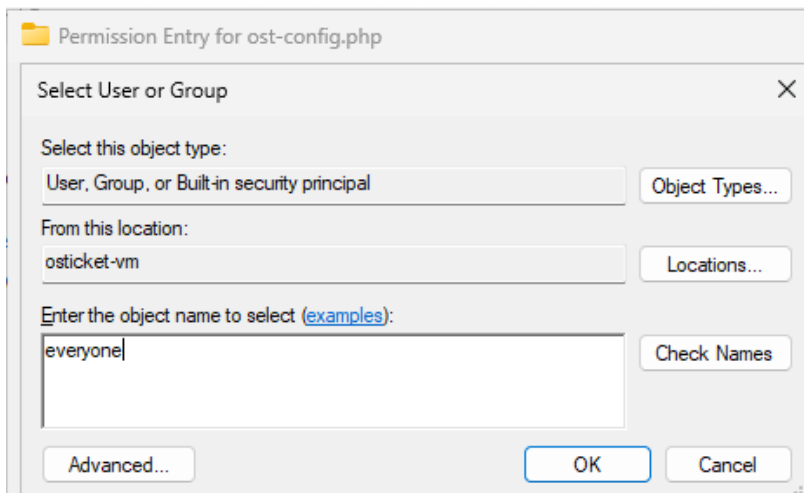 Permission Entry for ost-config.php
Select User or Group
Select this object type:
User, Group, or Built-in security principal
Object Types...
From this location:
osticket-vm
Locations...
Enter the object name to select (examples):
everyone
Check Names
Advanced...
OK
Cancel